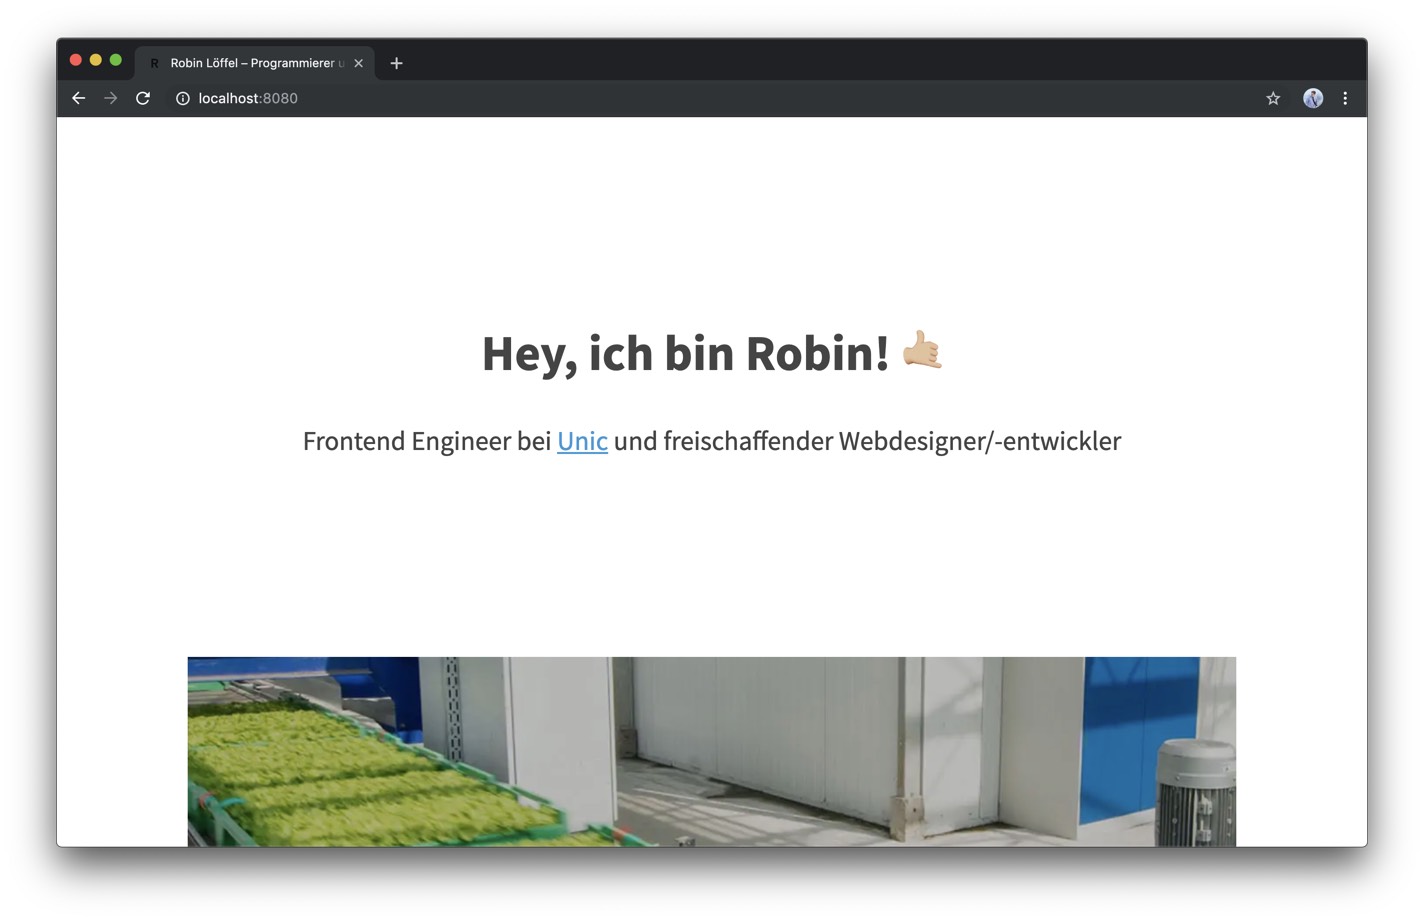 R Robin Löffel – Programmierer u
localhost:8080
Hey, ich bin Robin! 🤙🏼
Frontend Engineer bei Unic und freischaffender Webdesigner/-entwickler